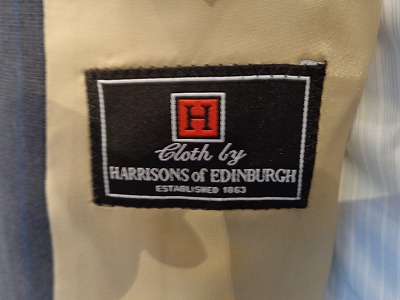 H
Cloth by
HARRISONS of EDINBURGH
ESTABLISHED 1863